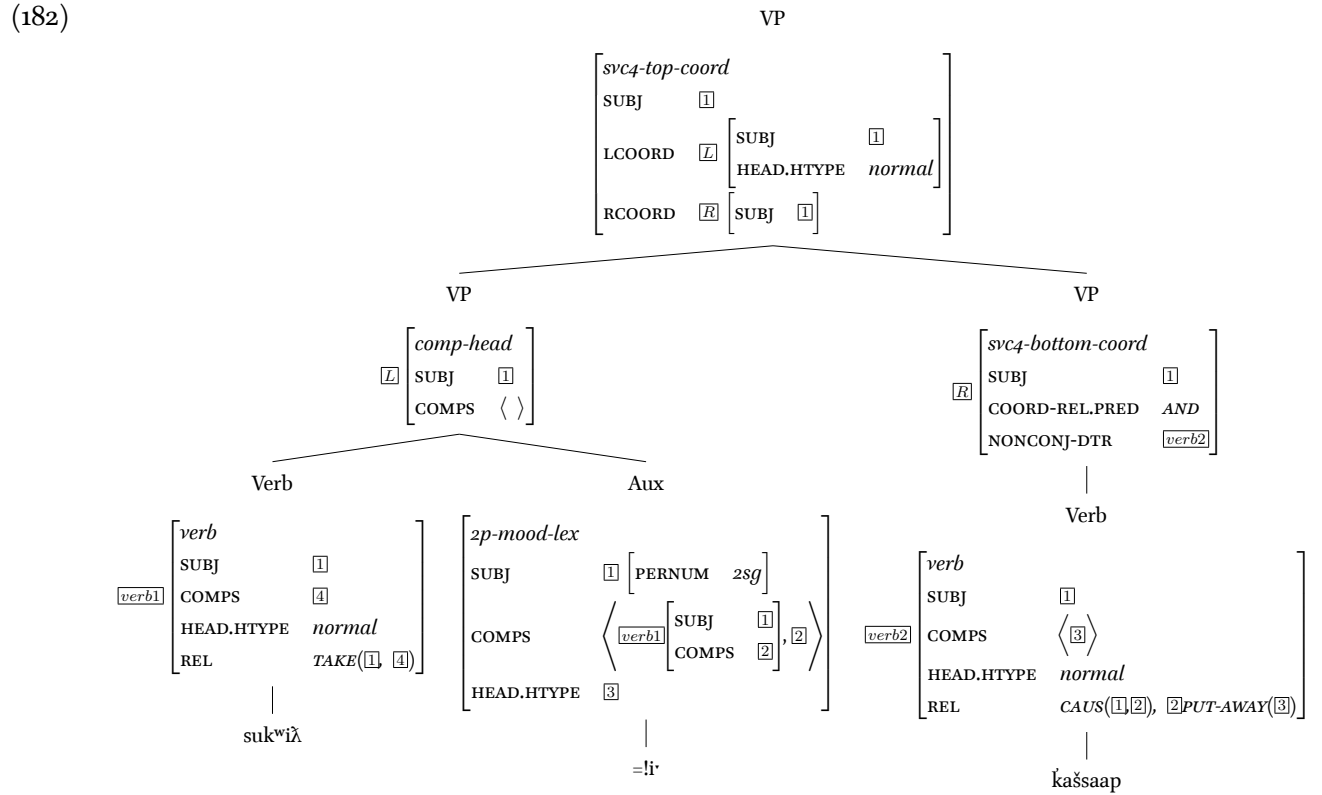 (182)
VP
svc4-top-coord
SUBJ 1
LCOORD L [SUBJ 1
HEAD.HTYPE normal]
RCOORD R [SUBJ 1]
VP
L [comp-head
SUBJ 1
COMPS ⟨ ⟩]
VP
R [svc4-bottom-coord
SUBJ 1
COORD-REL.PRED AND
NONCONJ-DTR verb2]
Verb
verb1 [verb
SUBJ 1
COMPS 4
HEAD.HTYPE normal
REL TAKE(1, 4)]
sukʷiƛ
Aux
[2p-mood-lex
SUBJ 1 [PERNUM 2sg]
COMPS ⟨verb1 [SUBJ 1
COMPS 2], 2⟩
HEAD.HTYPE 3]
=!iˑ
Verb
verb2 [verb
SUBJ 1
COMPS ⟨3⟩
HEAD.HTYPE normal
REL CAUS(1,2), 2PUT-AWAY(3)]
k̓ašsaap